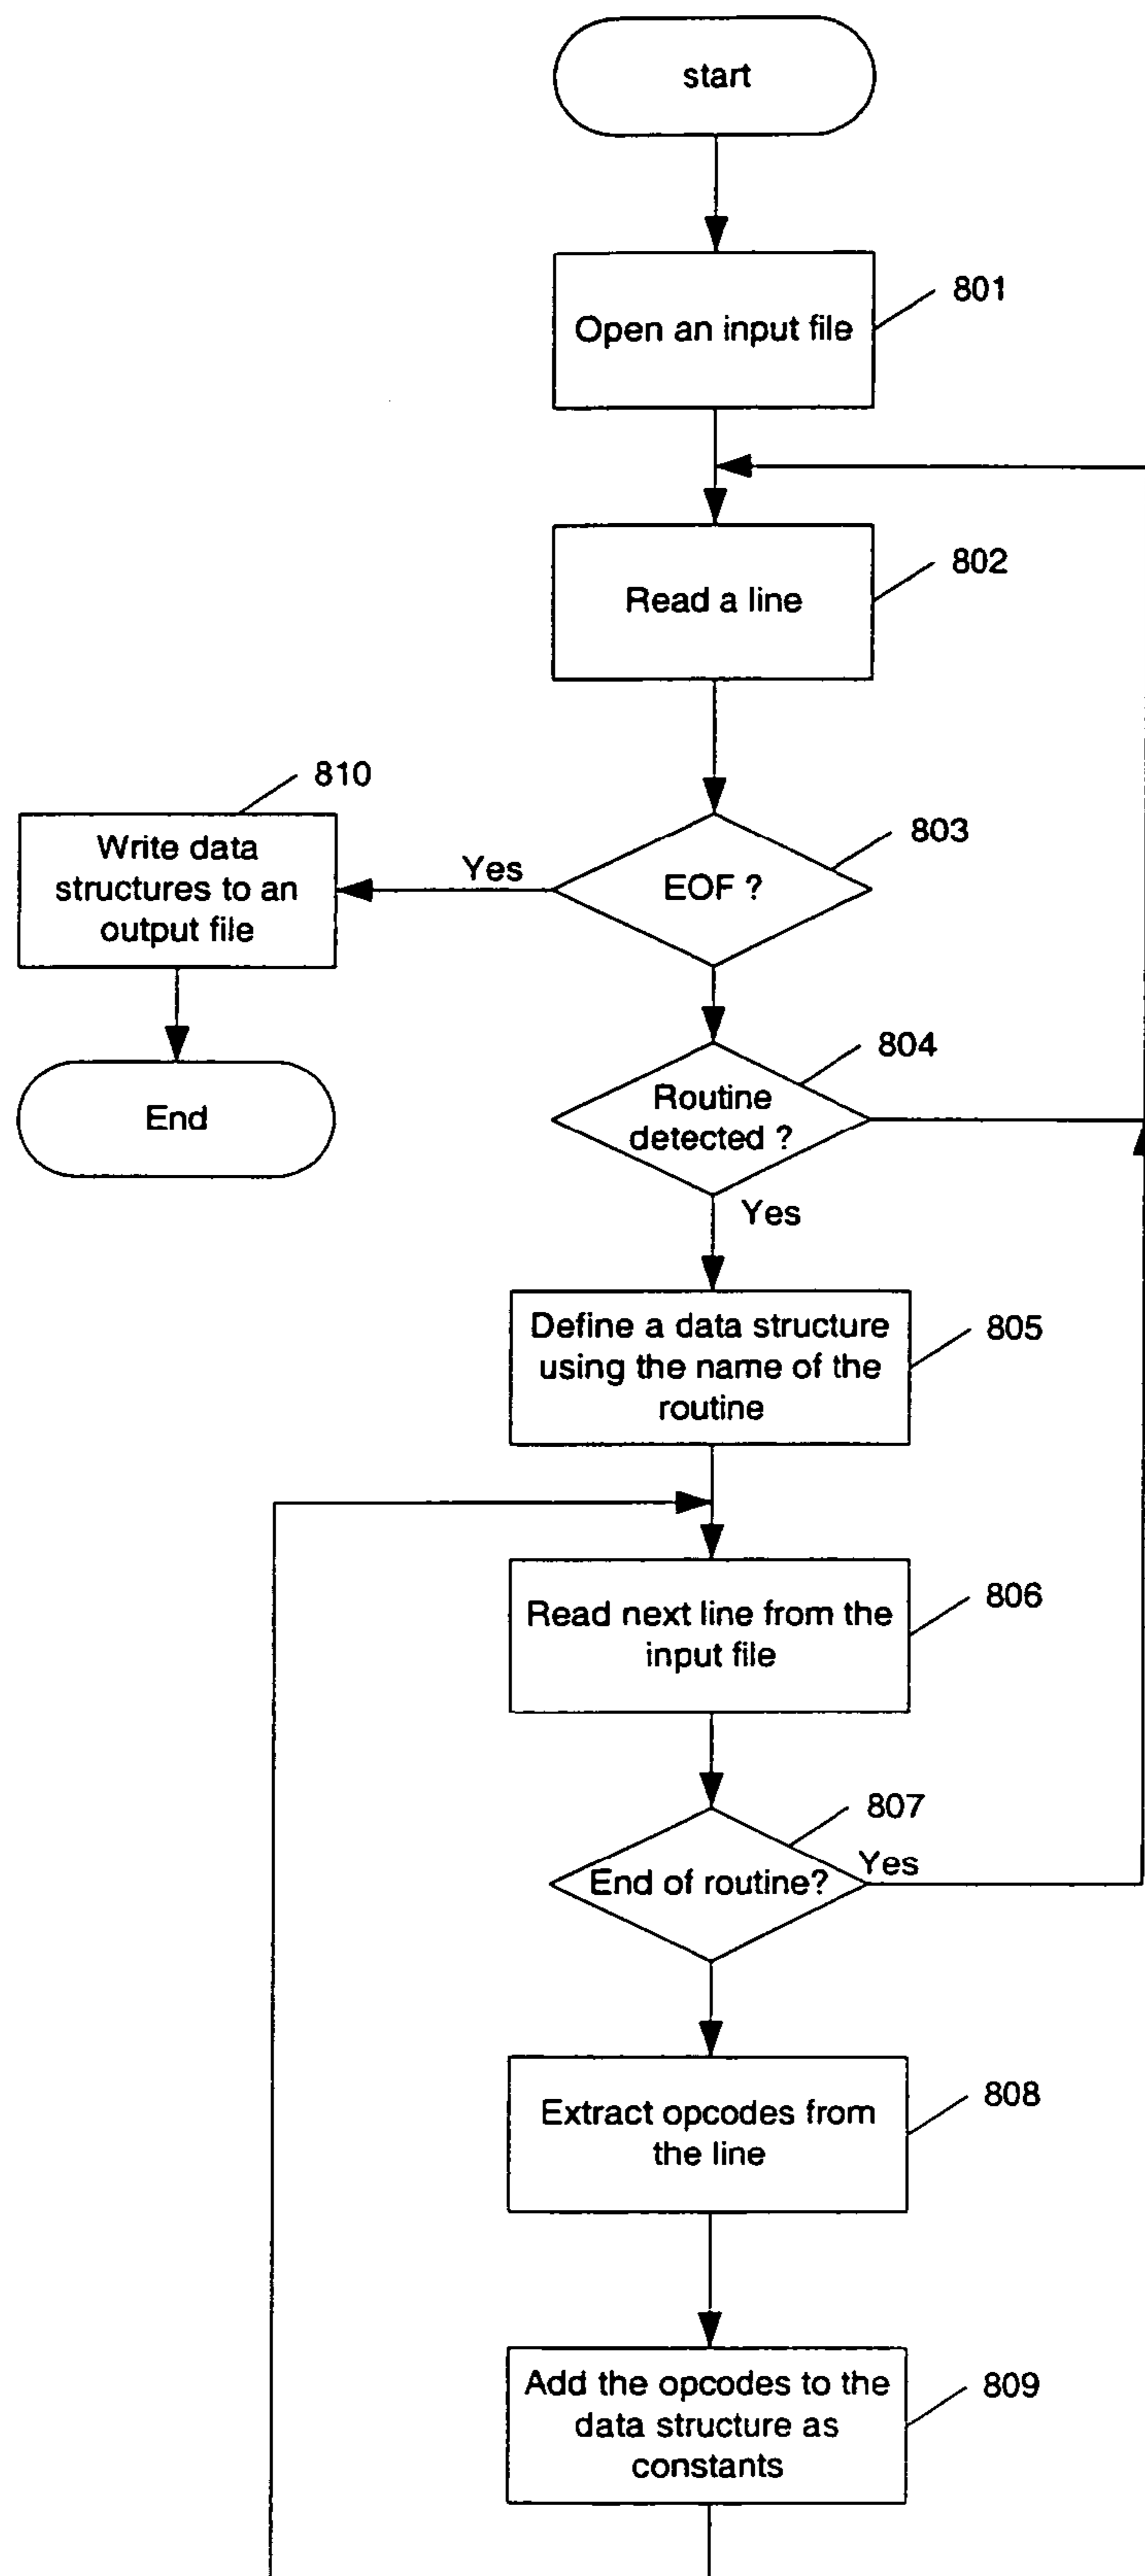 start
Open an input file
801
Read a line
802
810
Write data
structures to an
output file
Yes
EOF ?
803
End
Routine
detected ?
804
Yes
Define a data structure
using the name of the
routine
805
Read next line from the
input file
806
End of routine?
807
Yes
Extract opcodes from
the line
808
Add the opcodes to the
data structure as
constants
809